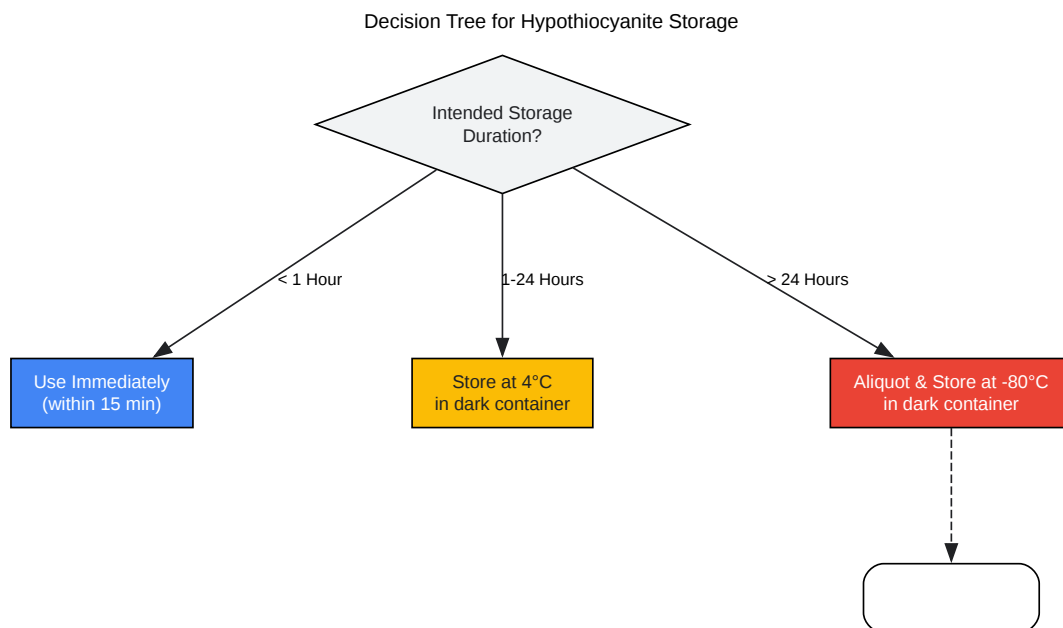 Decision Tree for Hypothiocyanite Storage
Intended Storage
Duration?
< 1 Hour
1-24 Hours
> 24 Hours
Use Immediately
(within 15 min)
Store at 4°C
in dark container
Aliquot & Store at -80°C
in dark container